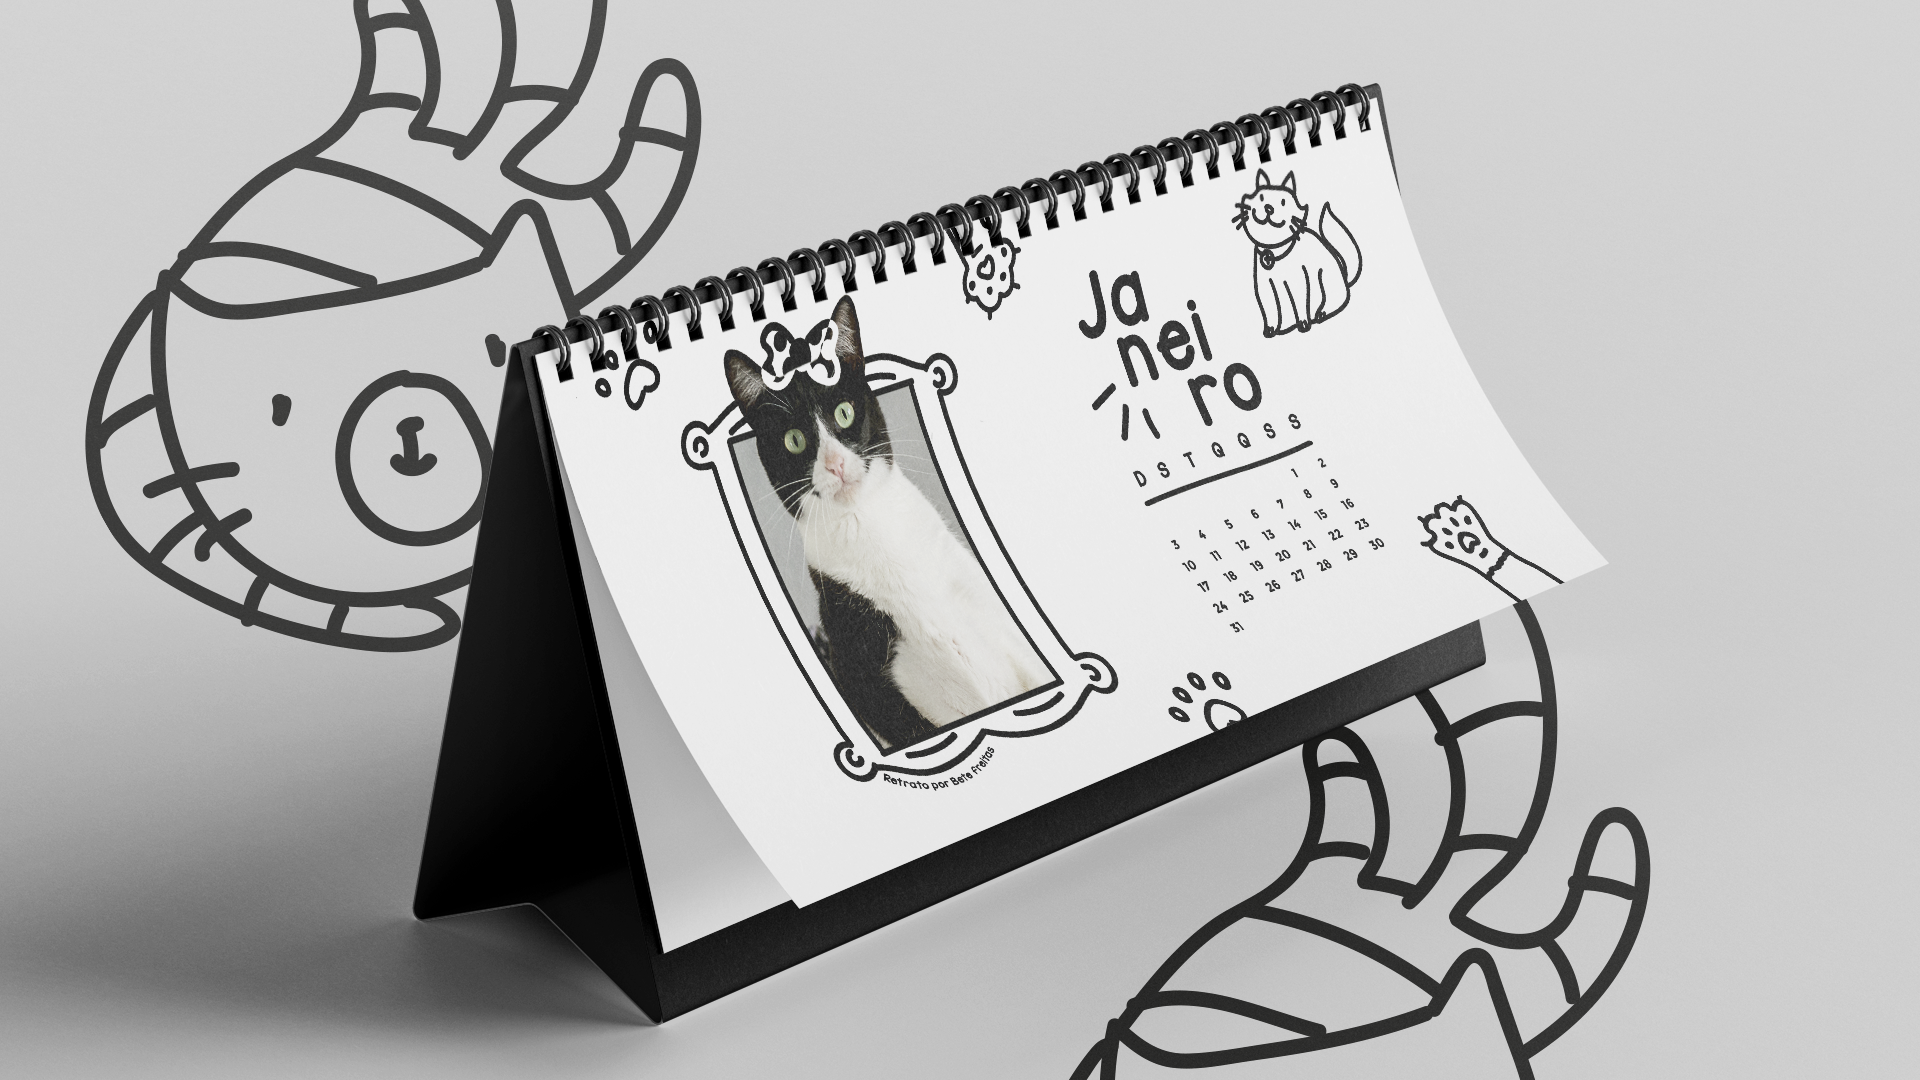 Ja
nei
ro
D S T Q Q S S
1 2
3 4 5 6 7 8 9
10 11 12 13 14 15 16
17 18 19 20 21 22 23
24 25 26 27 28 29 30
31
Retrato por Bete Freitas